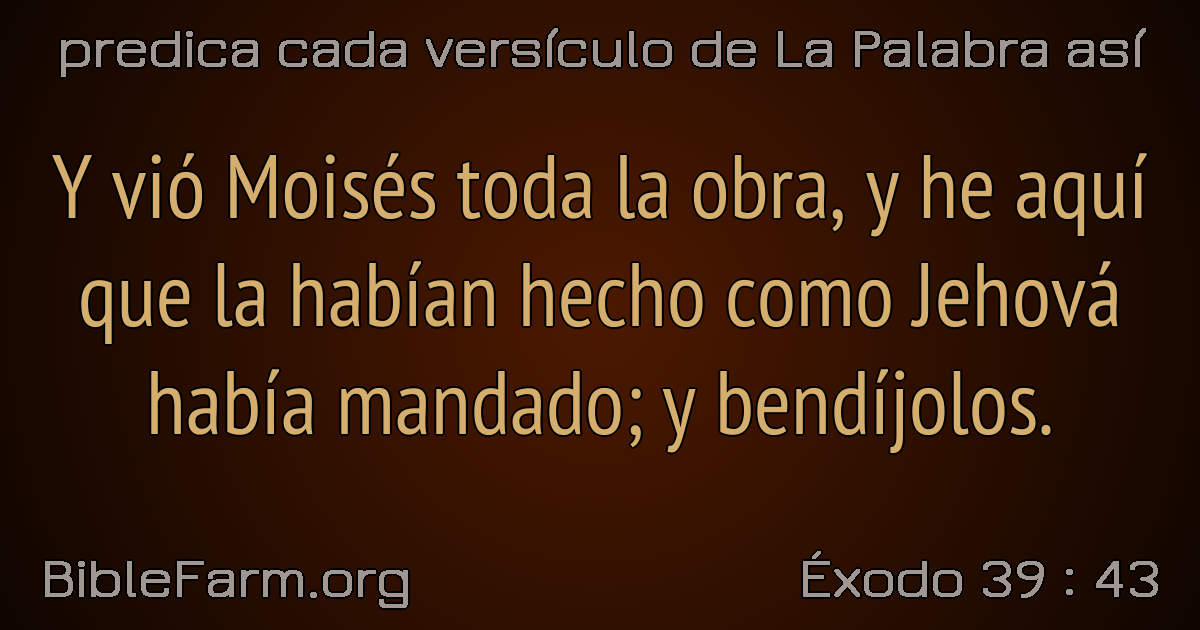 predica cada versículo de La Palabra así
Y vió Moisés toda la obra, y he aquí
que la habían hecho como Jehová
había mandado; y bendíjolos.
BibleFarm.org
Éxodo 39 : 43